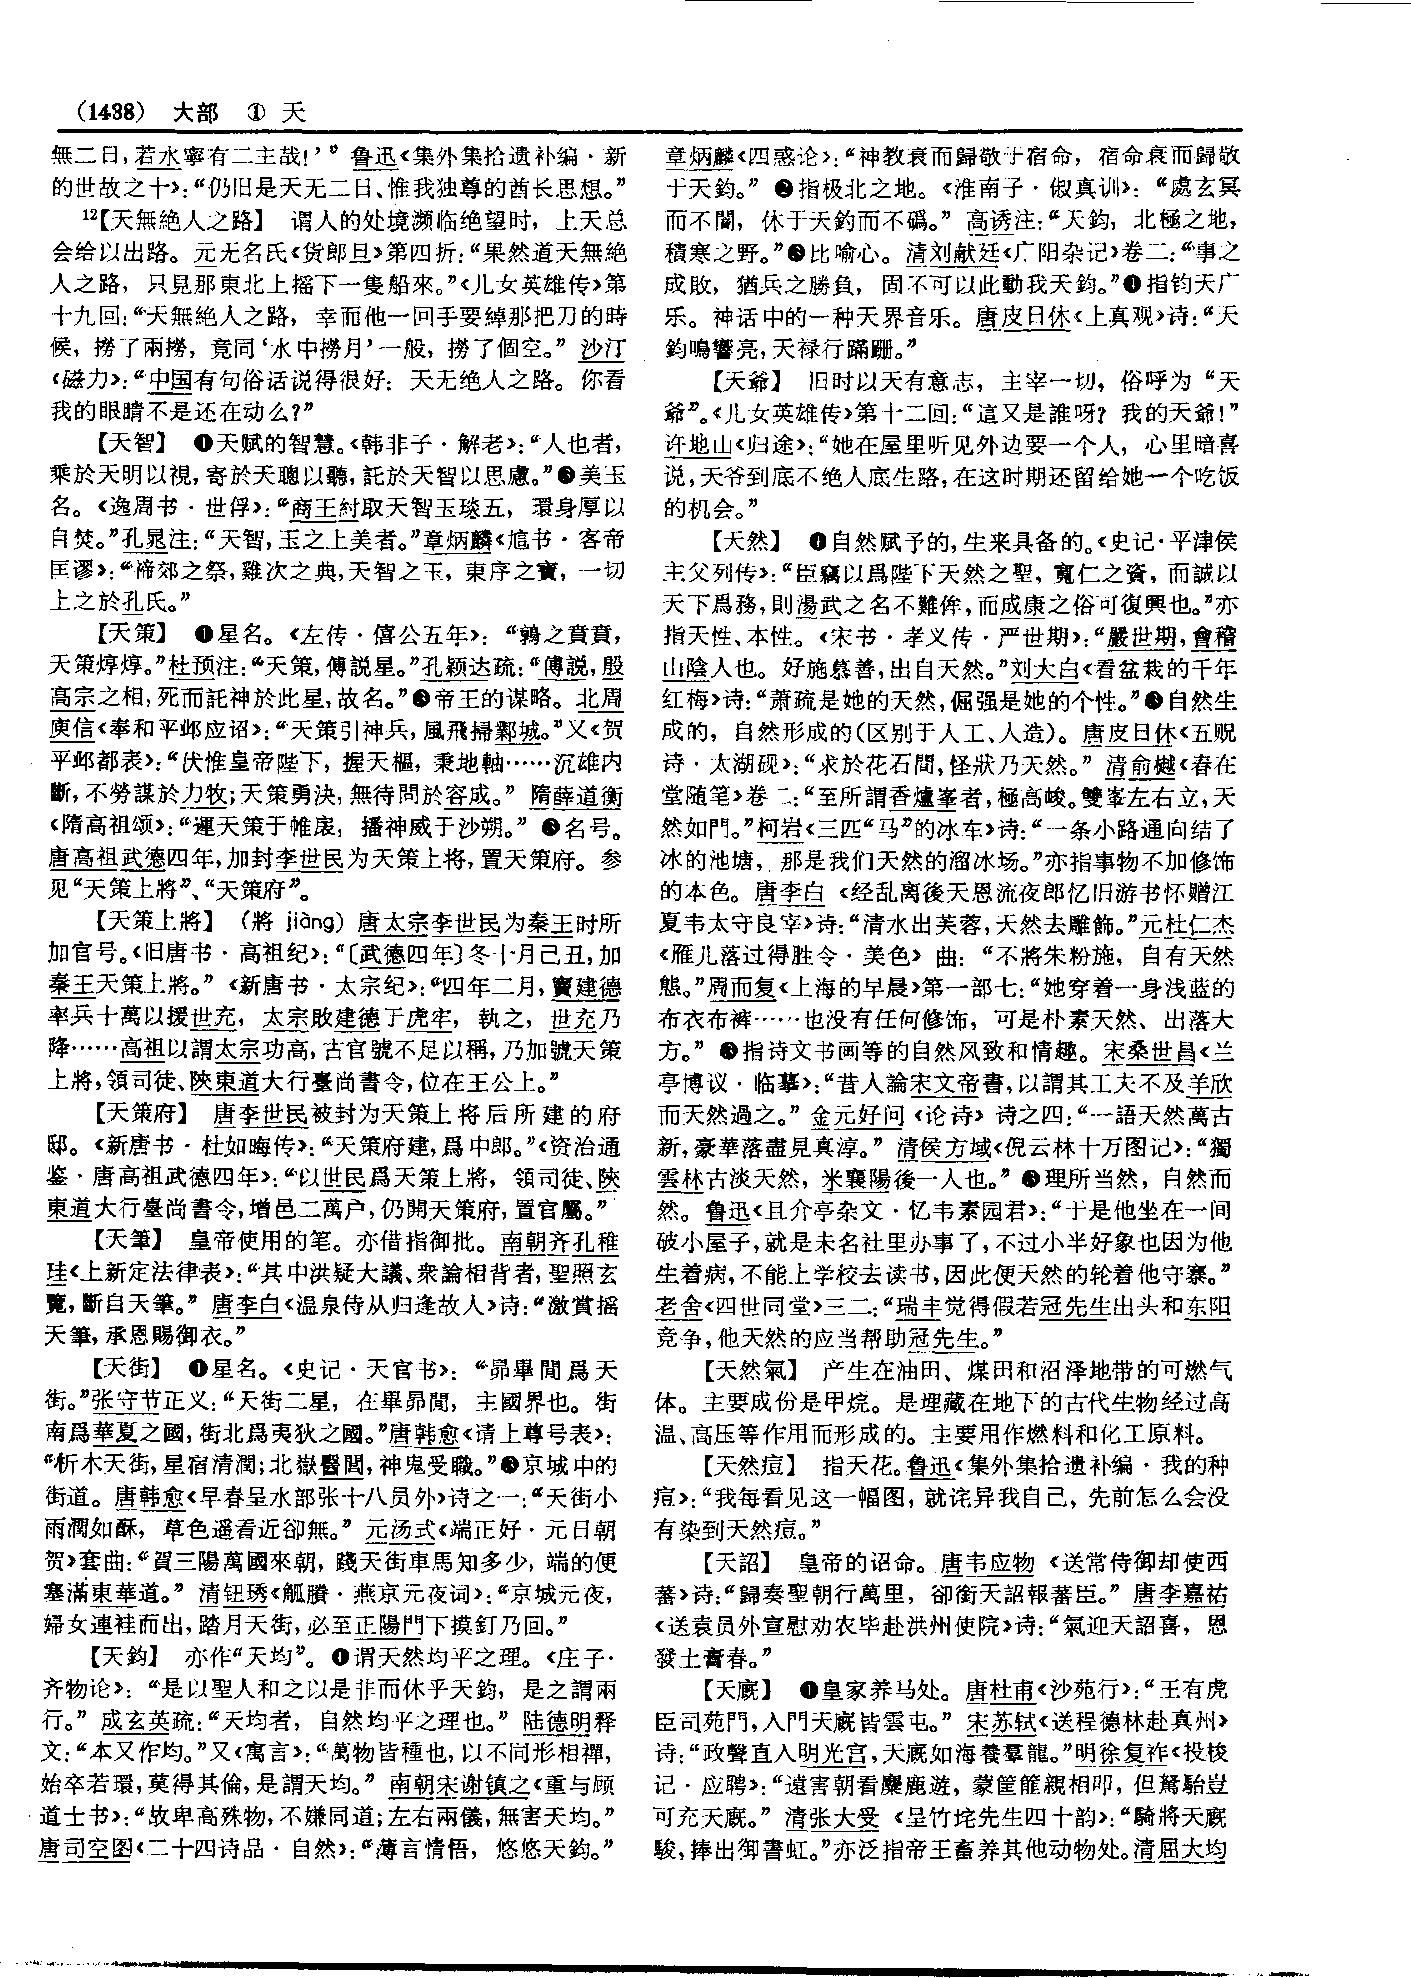 （1438） 大部 ① 天
無二日，若水寧有二主哉！’” 鲁迅《集外集拾遗补编·新
的世故之十》：“仍旧是天无二日、惟我独尊的酋长思想。”
¹²【天無絶人之路】 谓人的处境濒临绝望时，上天总
会给以出路。元无名氏《货郎旦》第四折：“果然道天無絶
人之路，只見那東北上摇下一隻船來。”《儿女英雄传》第
十九回：“天無絶人之路，幸而他一回手要綽那把刀的時
候，撈了兩撈，竟同‘水中撈月’一般，撈了個空。” 沙汀
《磁力》：“中国有句俗话说得很好：天无绝人之路。你看
我的眼睛不是还在动么？”
【天智】 ❶天赋的智慧。《韩非子·解老》：“人也者，
乘於天明以視，寄於天聰以聽，託於天智以思慮。”❷美玉
名。《逸周书·世俘》：“商王紂取天智玉琰五，環身厚以
自焚。”孔晁注：“天智，玉之上美者。”章炳麟《訄书·客帝
匡谬》：“禘郊之祭，雞次之典，天智之玉，東序之寶，一切
上之於孔氏。”
【天策】 ❶星名。《左传·僖公五年》：“鶉之賁賁，
天策焞焞。”杜预注：“天策，傅說星。”孔颖达疏：“傅説，殷
高宗之相，死而託神於此星，故名。”❷帝王的谋略。北周
庾信《奉和平邺应诏》：“天策引神兵，風飛掃鄴城。”又《贺
平邺都表》：“伏惟皇帝陛下，握天樞，秉地軸……沉雄内
斷，不勞謀於力牧；天策勇決，無待問於容成。” 隋薛道衡
《隋高祖颂》：“運天策于帷扆，播神威于沙朔。” ❸名号。
唐高祖武德四年，加封李世民为天策上将，置天策府。参
见“天策上將”、“天策府”。
【天策上將】（將 jiàng）唐太宗李世民为秦王时所
加官号。《旧唐书·高祖纪》：“〔武德四年〕冬十月己丑，加
秦王天策上將。”《新唐书·太宗纪》：“四年二月，竇建德
率兵十萬以援世充，太宗敗建德于虎牢，執之，世充乃
降……高祖以謂太宗功高，古官號不足以稱，乃加號天策
上將，領司徒、陝東道大行臺尚書令，位在王公上。”
【天策府】 唐李世民被封为天策上将后所建的府
邸。《新唐书·杜如晦传》：“天策府建，爲中郎。”《资治通
鉴·唐高祖武德四年》：“以世民爲天策上將，領司徒、陝
東道大行臺尚書令，增邑二萬户，仍開天策府，置官屬。”
【天筆】 皇帝使用的笔。亦借指御批。南朝齐孔稚
珪《上新定法律表》：“其中洪疑大議、衆論相背者，聖照玄
覽，斷自天筆。” 唐李白《温泉侍从归逢故人》诗：“激賞摇
天筆，承恩賜御衣。”
【天街】 ❶星名。《史记·天官书》：“昴畢間爲天
街。”张守节正义：“天街二星，在畢昴間，主國界也。街
南爲華夏之國，街北爲夷狄之國。”唐韩愈《请上尊号表》：
“析木天街，星宿清潤；北嶽醫閭，神鬼受職。”❷京城中的
街道。唐韩愈《早春呈水部张十八员外》诗之一：“天街小
雨潤如酥，草色遥看近卻無。” 元汤式《端正好·元日朝
贺》套曲：“賀三陽萬國來朝，踐天街車馬知多少，端的便
塞滿東華道。” 清钮琇《觚賸·燕京元夜词》：“京城元夜，
婦女連袿而出，踏月天街，必至正陽門下摸釘乃回。”
【天鈞】 亦作“天均”。❶谓天然均平之理。《庄子·
齐物论》：“是以聖人和之以是非而休乎天鈞，是之謂兩
行。” 成玄英疏：“天均者，自然均平之理也。” 陆德明释
文：“本又作均。”又《寓言》：“萬物皆種也，以不同形相禪，
始卒若環，莫得其倫，是謂天均。” 南朝宋谢镇之《重与顾
道士书》：“故卑高殊物，不嫌同道；左右兩儀，無害天均。”
唐司空图《二十四诗品·自然》：“薄言情悟，悠悠天鈞。”
章炳麟《四惑论》：“神教衰而歸敬于宿命，宿命衰而歸敬
于天鈞。” ❷指极北之地。《淮南子·俶真训》：“處玄冥
而不闇，休于天鈞而不碼。” 高诱注：“天鈞，北極之地，
積寒之野。”❸比喻心。清刘献廷《广阳杂记》卷二：“事之
成敗，猶兵之勝負，固不可以此動我天鈞。”❹指钧天广
乐。神话中的一种天界音乐。唐皮日休《上真观》诗：“天
鈞鳴響亮，天禄行蹣跚。”
【天爺】 旧时以天有意志，主宰一切，俗呼为“天
爺”。《儿女英雄传》第十二回：“這又是誰呀？我的天爺！”
许地山《归途》：“她在屋里听见外边要一个人，心里暗喜
说，天爷到底不绝人底生路，在这时期还留给她一个吃饭
的机会。”
【天然】 ❶自然赋予的，生来具备的。《史记·平津侯
主父列传》：“臣竊以爲陛下天然之聖，寬仁之資，而誠以
天下爲務，則湯武之名不難侔，而成康之俗可復興也。”亦
指天性、本性。《宋书·孝义传·严世期》：“嚴世期，會稽
山陰人也。好施慕善，出自天然。”刘大白《看盆栽的千年
红梅》诗：“萧疏是她的天然，倔强是她的个性。”❷自然生
成的，自然形成的（区别于人工、人造）。唐皮日休《五贶
诗·太湖砚》：“求於花石間，怪狀乃天然。” 清俞樾《春在
堂随笔》卷二：“至所謂香爐峯者，極高峻。雙峯左右立，天
然如門。”柯岩《三匹“马”的冰车》诗：“一条小路通向结了
冰的池塘，那是我们天然的溜冰场。”亦指事物不加修饰
的本色。唐李白《经乱离後天恩流夜郎忆旧游书怀赠江
夏韦太守良宰》诗：“清水出芙蓉，天然去雕飾。”元杜仁杰
《雁儿落过得胜令·美色》曲：“不將朱粉施，自有天然
態。”周而复《上海的早晨》第一部七：“她穿着一身浅蓝的
布衣布裤……也没有任何修饰，可是朴素天然、出落大
方。” ❸指诗文书画等的自然风致和情趣。宋桑世昌《兰
亭博议·临摹》：“昔人論宋文帝書，以謂其工夫不及羊欣
而天然過之。” 金元好问《论诗》诗之四：“一語天然萬古
新，豪華落盡見真淳。” 清侯方域《倪云林十万图记》：“獨
雲林古淡天然，米襄陽後一人也。” ❹理所当然，自然而
然。鲁迅《且介亭杂文·忆韦素园君》：“于是他坐在一间
破小屋子，就是未名社里办事了，不过小半好象也因为他
生着病，不能上学校去读书，因此便天然的轮着他守寨。”
老舍《四世同堂》三二：“瑞丰觉得假若冠先生出头和东阳
竞争，他天然的应当帮助冠先生。”
【天然氣】 产生在油田、煤田和沼泽地带的可燃气
体。主要成份是甲烷。是埋藏在地下的古代生物经过高
温、高压等作用而形成的。主要用作燃料和化工原料。
【天然痘】 指天花。鲁迅《集外集拾遗补编·我的种
痘》：“我每看见这一幅图，就诧异我自己，先前怎么会没
有染到天然痘。”
【天詔】 皇帝的诏命。唐韦应物《送常侍御却使西
蕃》诗：“歸奏聖朝行萬里，卻銜天詔報蕃臣。” 唐李嘉祐
《送袁员外宣慰劝农毕赴洪州使院》诗：“氣迎天詔喜，恩
發土膏春。”
【天廐】 ❶皇家养马处。唐杜甫《沙苑行》：“王有虎
臣司苑門，入門天廐皆雲屯。” 宋苏轼《送程德林赴真州》
诗：“政聲直入明光宫，天廐如海養羣龍。”明徐复祚《投梭
记·应聘》：“遠害朝看麋鹿遊，蒙筐篚親相叩，但駑駘豈
可充天廐。” 清张大受《呈竹垞先生四十韵》：“騎將天廐
駿，捧出御書虹。”亦泛指帝王畜养其他动物处。清屈大均